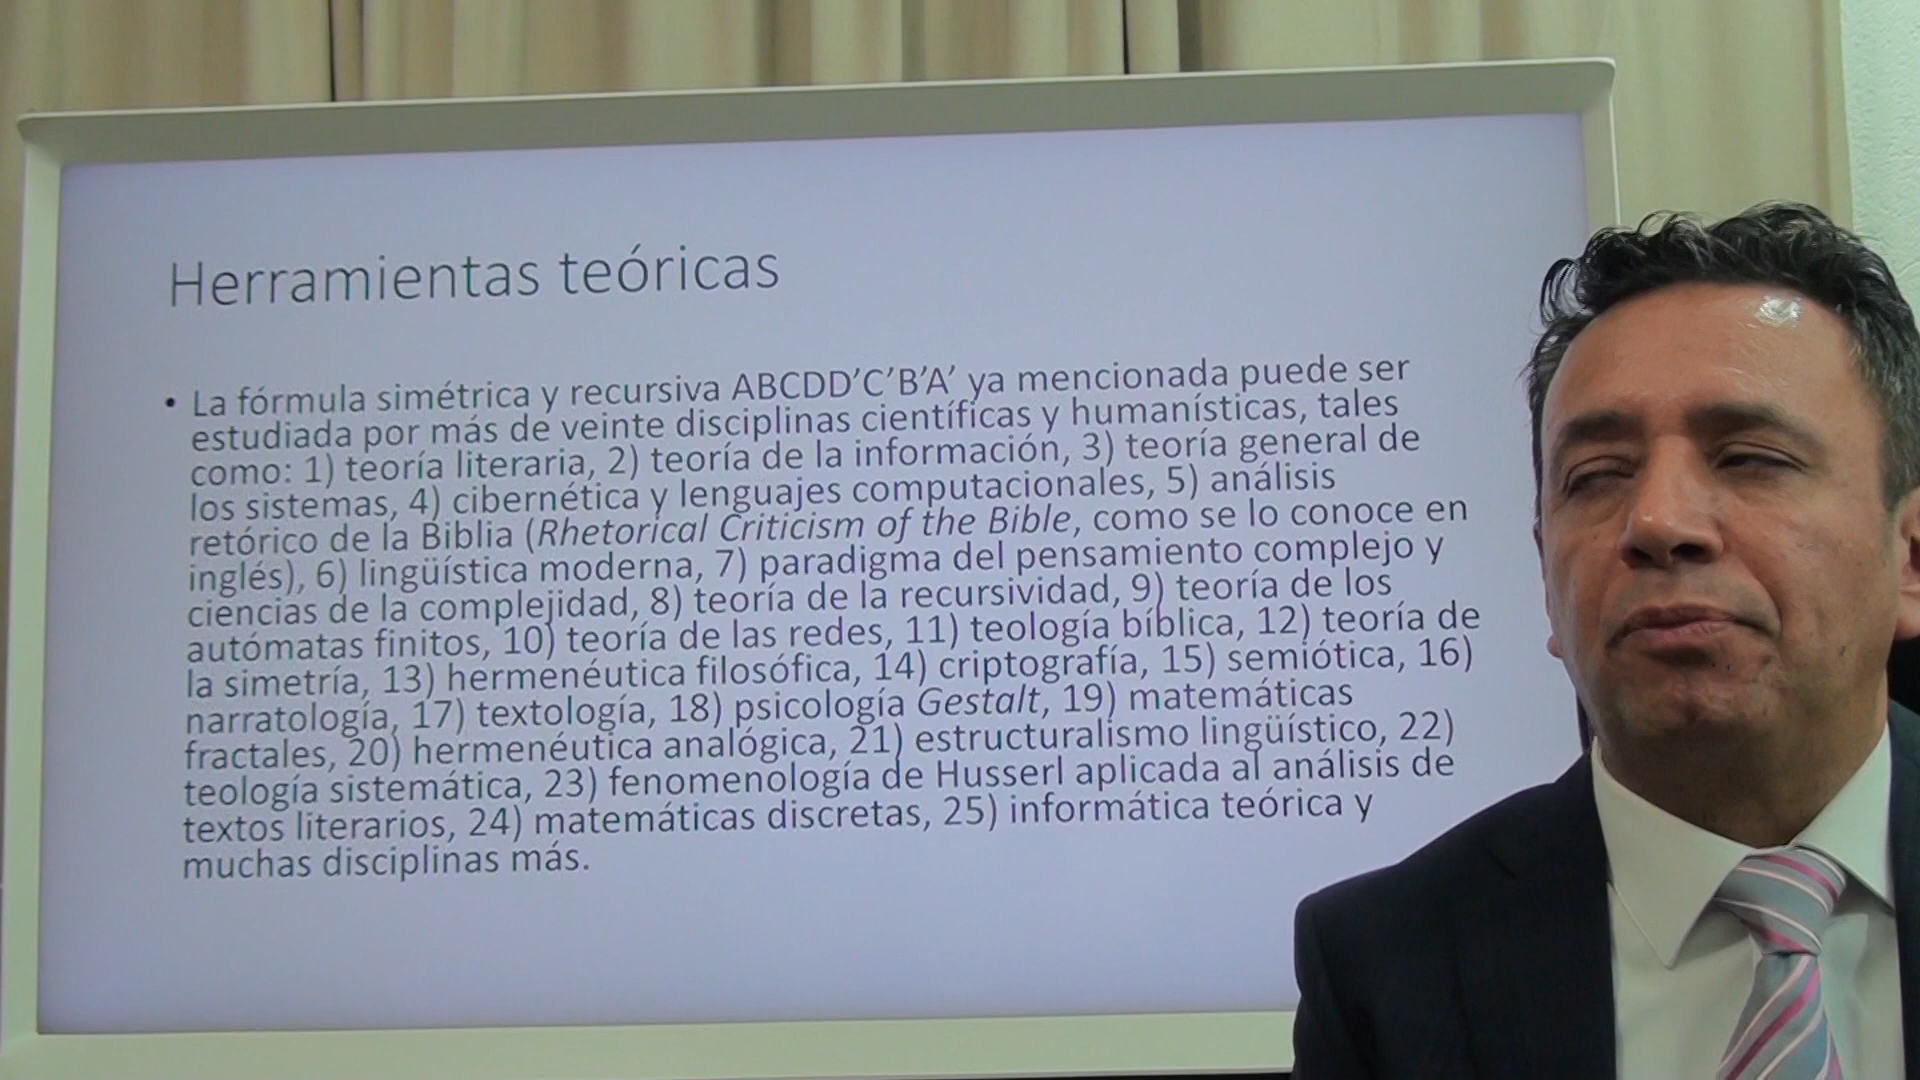 Herramientas teóricas
• La fórmula simétrica y recursiva ABCDD’C’B’A’ ya mencionada puede ser
estudiada por más de veinte disciplinas científicas y humanísticas, tales
como: 1) teoría literaria, 2) teoría de la información, 3) teoría general de
los sistemas, 4) cibernética y lenguajes computacionales, 5) análisis
retórico de la Biblia (Rhetorical Criticism of the Bible, como se lo conoce en
inglés), 6) lingüística moderna, 7) paradigma del pensamiento complejo y
ciencias de la complejidad, 8) teoría de la recursividad, 9) teoría de los
autómatas finitos, 10) teoría de las redes, 11) teología bíblica, 12) teoría de
la simetría, 13) hermenéutica filosófica, 14) criptografía, 15) semiótica, 16)
narratología, 17) textología, 18) psicología Gestalt, 19) matemáticas
fractales, 20) hermenéutica analógica, 21) estructuralismo lingüístico, 22)
teología sistemática, 23) fenomenología de Husserl aplicada al análisis de
textos literarios, 24) matemáticas discretas, 25) informática teórica y
muchas disciplinas más.